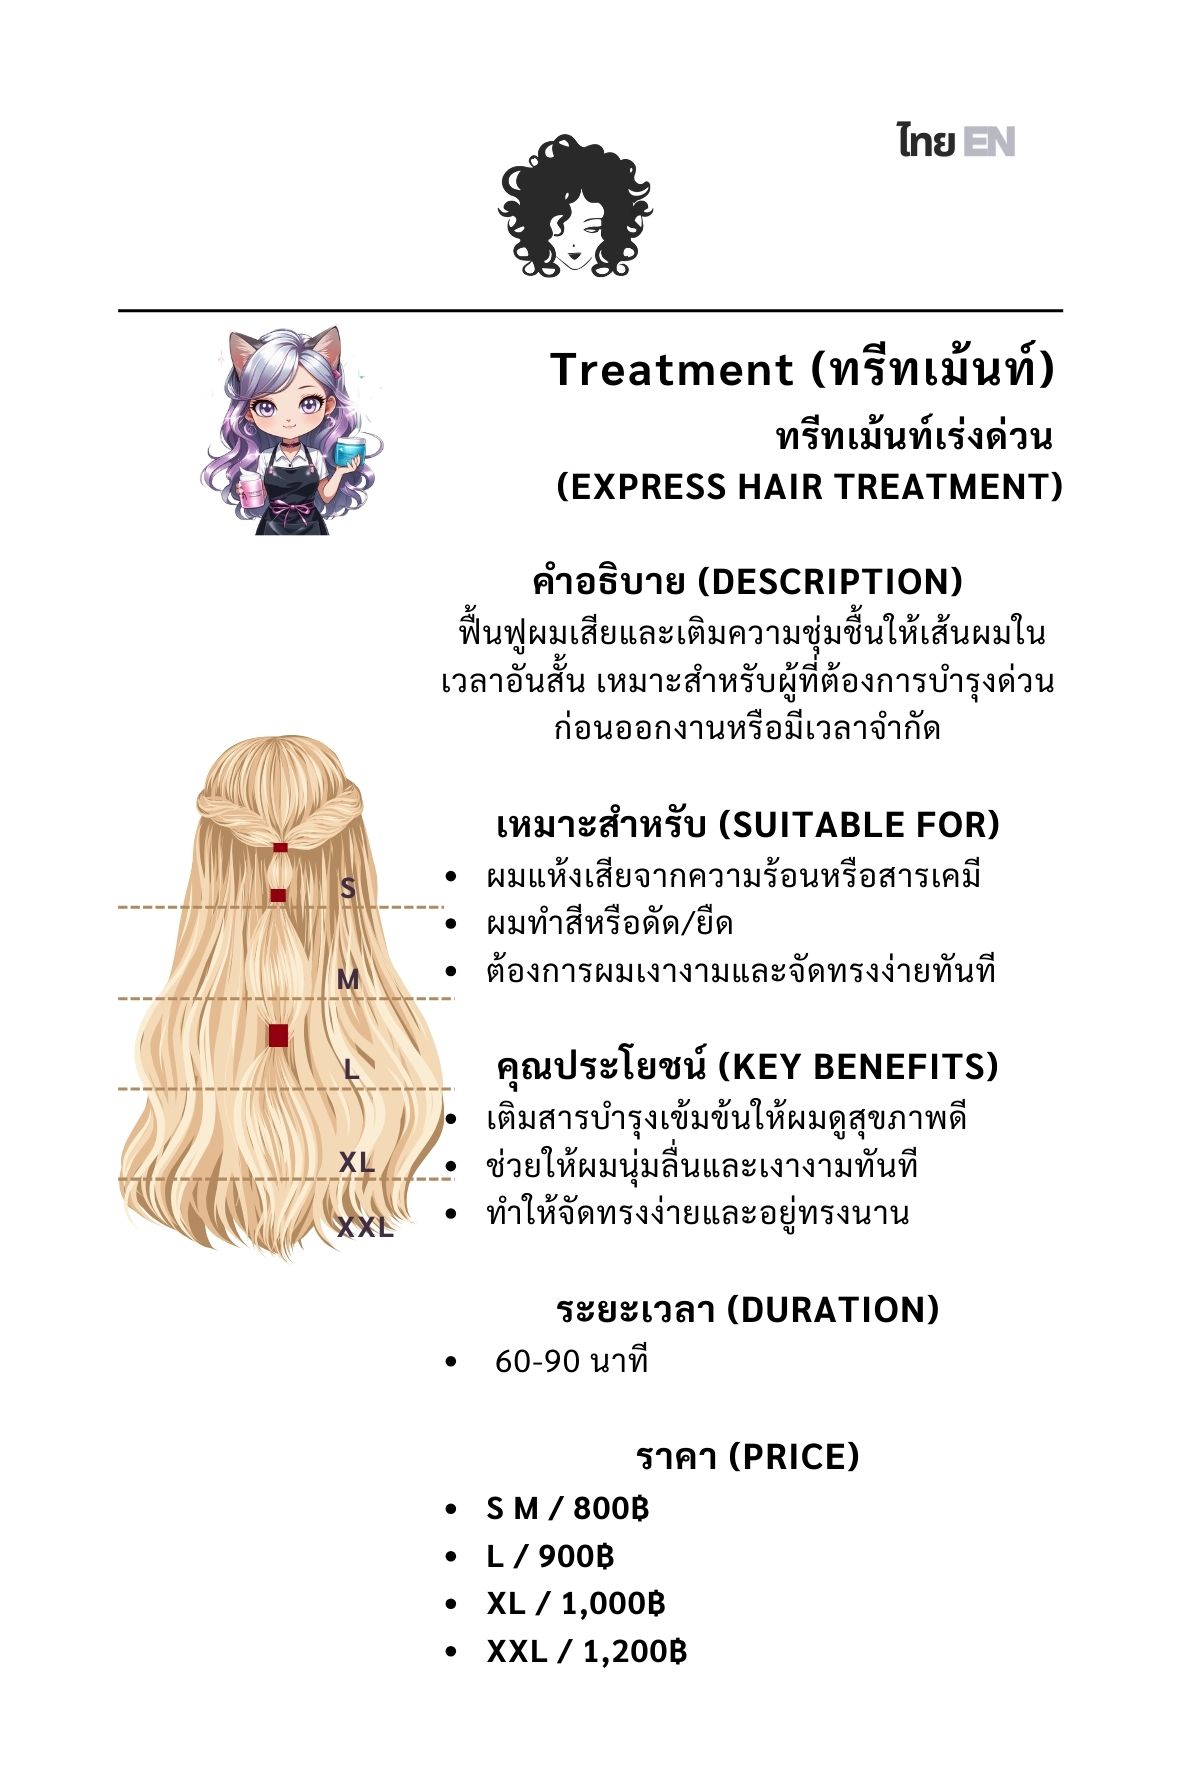 ไทย EN
Treatment (ทรีทเม้นท์)
ทรีทเม้นท์เร่งด่วน
(EXPRESS HAIR TREATMENT)
คำอธิบาย (DESCRIPTION)
ฟื้นฟูผมเสียและเติมความชุ่มชื้นให้เส้นผมใน
เวลาอันสั้น เหมาะสำหรับผู้ที่ต้องการบำรุงด่วน
ก่อนออกงานหรือมีเวลาจำกัด
เหมาะสำหรับ (SUITABLE FOR)
• ผมแห้งเสียจากความร้อนหรือสารเคมี
• ผมทำสีหรือดัด/ยืด
• ต้องการผมเงางามและจัดทรงง่ายทันที
S
M
L
XL
XXL
คุณประโยชน์ (KEY BENEFITS)
• เติมสารบำรุงเข้มข้นให้ผมดูสุขภาพดี
• ช่วยให้ผมนุ่มลื่นและเงางามทันที
• ทำให้จัดทรงง่ายและอยู่ทรงนาน
ระยะเวลา (DURATION)
• 60-90 นาที
ราคา (PRICE)
• S M / 800฿
• L / 900฿
• XL / 1,000฿
• XXL / 1,200฿